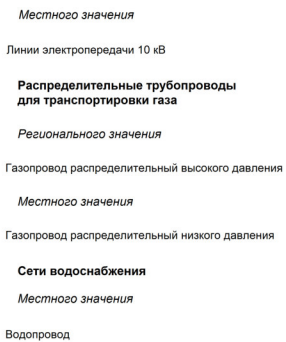 Местного значения
Линии электропередачи 10 кВ
Распределительные трубопроводы
для транспортировки газа
Регионального значения
Газопровод распределительный высокого давления
Местного значения
Газопровод распределительный низкого давления
Сети водоснабжения
Местного значения
Водопровод